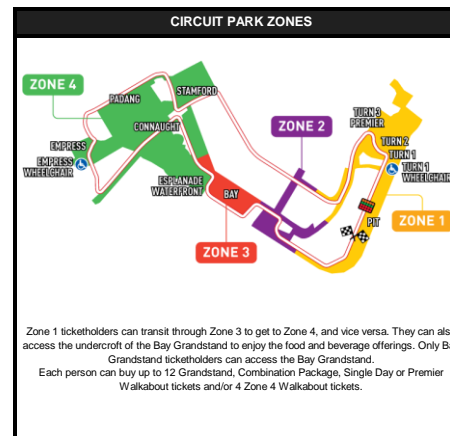 CIRCUIT PARK ZONES
ZONE 4
PADANG
STAMFORD
CONNAUGHT
ZONE 2
TURN 3
PREMIER
TURN 2
TURN 1
TURN 1
WHEELCHAIR
EMPRESS
EMPRESS
WHEELCHAIR
ESPLANADE
WATERFRONT
BAY
PIT
ZONE 1
ZONE 3
Zone 1 ticketholders can transit through Zone 3 to get to Zone 4, and vice versa. They can als
access the undercroft of the Bay Grandstand to enjoy the food and beverage offerings. Only Ba
Grandstand ticketholders can access the Bay Grandstand.
Each person can buy up to 12 Grandstand, Combination Package, Single Day or Premier
Walkabout tickets and/or 4 Zone 4 Walkabout tickets.